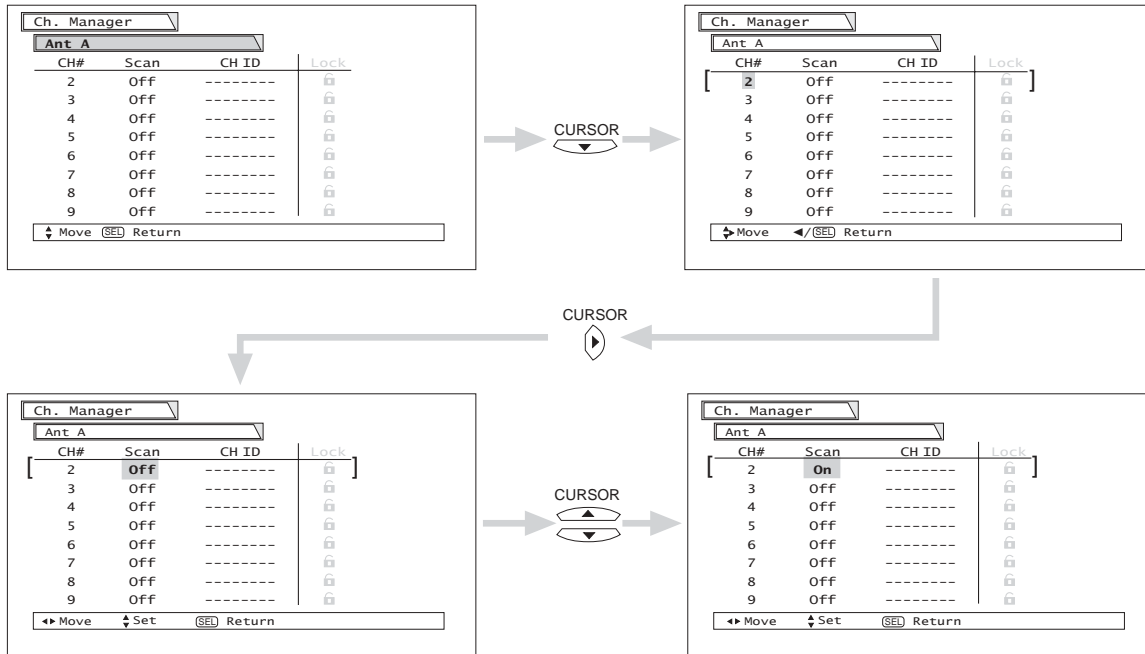 Ch. Manager
Ant A
CH# Scan CH ID Lock
2 Off --------
3 Off --------
4 Off --------
5 Off --------
6 Off --------
7 Off --------
8 Off --------
9 Off --------
Move SEL Return
CURSOR
Ch. Manager
Ant A
CH# Scan CH ID Lock
[ 2 Off -------- ]
3 Off --------
4 Off --------
5 Off --------
6 Off --------
7 Off --------
8 Off --------
9 Off --------
Move ◀/SEL Return
CURSOR
Ch. Manager
Ant A
CH# Scan CH ID Lock
[ 2 Off -------- ]
3 Off --------
4 Off --------
5 Off --------
6 Off --------
7 Off --------
8 Off --------
9 Off --------
Move Set SEL Return
CURSOR
Ch. Manager
Ant A
CH# Scan CH ID Lock
[ 2 On -------- ]
3 Off --------
4 Off --------
5 Off --------
6 Off --------
7 Off --------
8 Off --------
9 Off --------
Move Set SEL Return